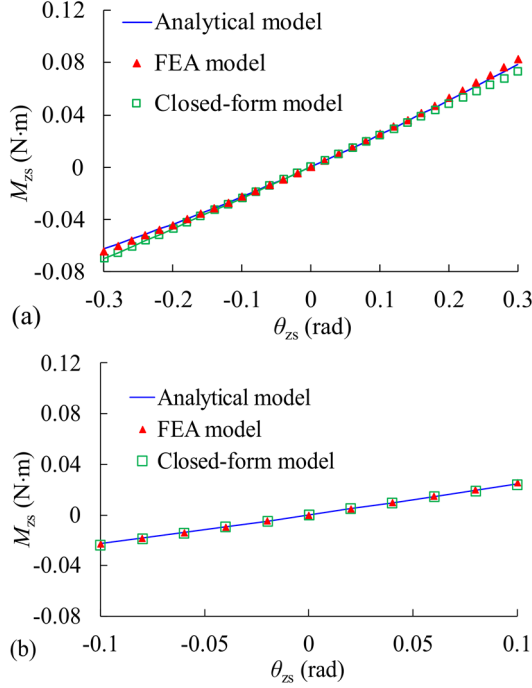 0.12
Analytical model
0.08
FEA model
Closed-form model
0.04
M_zs (N·m)
0
-0.04
-0.08
-0.3 -0.2 -0.1 0 0.1 0.2 0.3
(a)
θ_zs (rad)
0.12
Analytical model
0.08
FEA model
Closed-form model
0.04
M_zs (N·m)
0
-0.04
-0.08
-0.1 -0.05 0 0.05 0.1
(b)
θ_zs (rad)